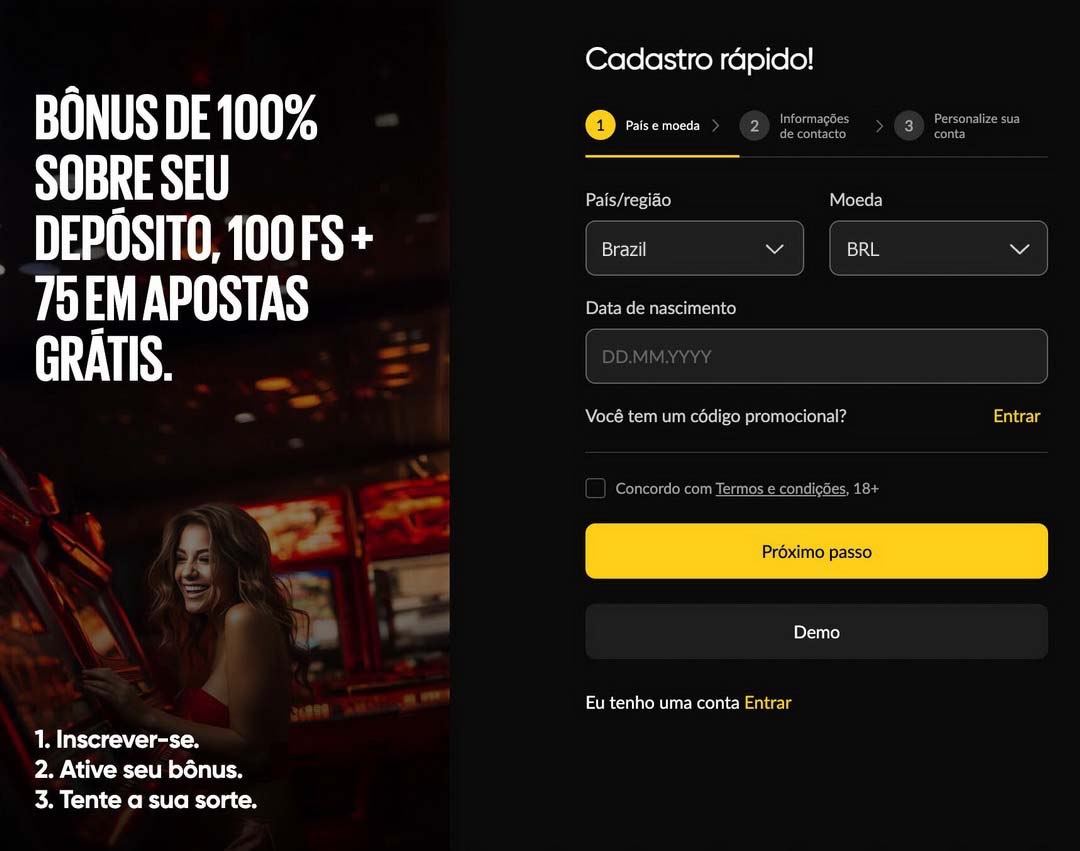 BÔNUS DE 100%
SOBRE SEU
DEPÓSITO, 100 FS +
75 EM APOSTAS
GRÁTIS.
1. Inscrever-se.
2. Ative seu bônus.
3. Tente a sua sorte.
Cadastro rápido!
1 País e moeda
2 Informações
de contacto
3 Personalize sua
conta
País/região
Moeda
Brazil
BRL
Data de nascimento
DD.MM.YYYY
Você tem um código promocional? Entrar
Concordo com Termos e condições, 18+
Próximo passo
Demo
Eu tenho uma conta Entrar